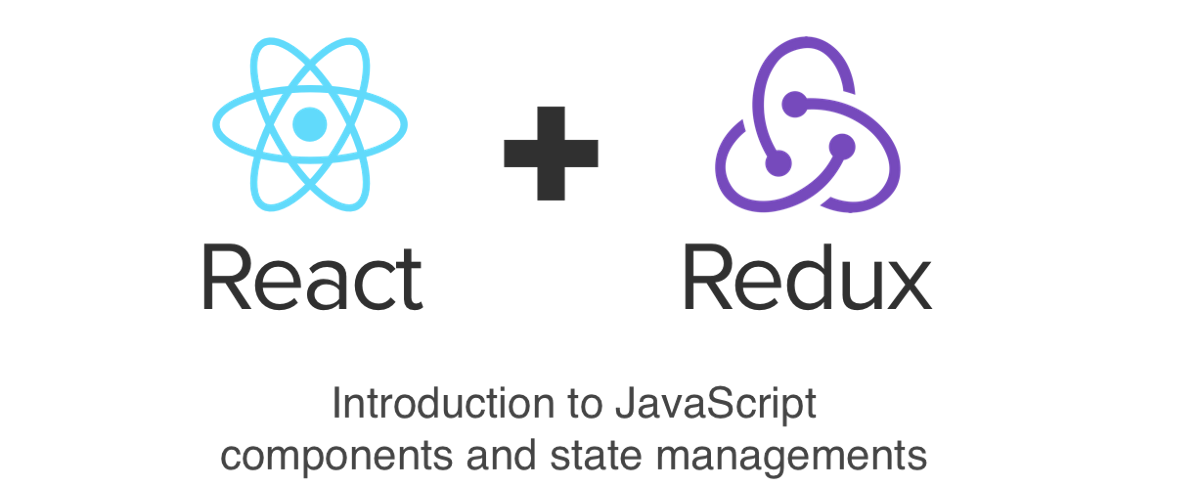 React
Redux
Introduction to JavaScript
components and state managements